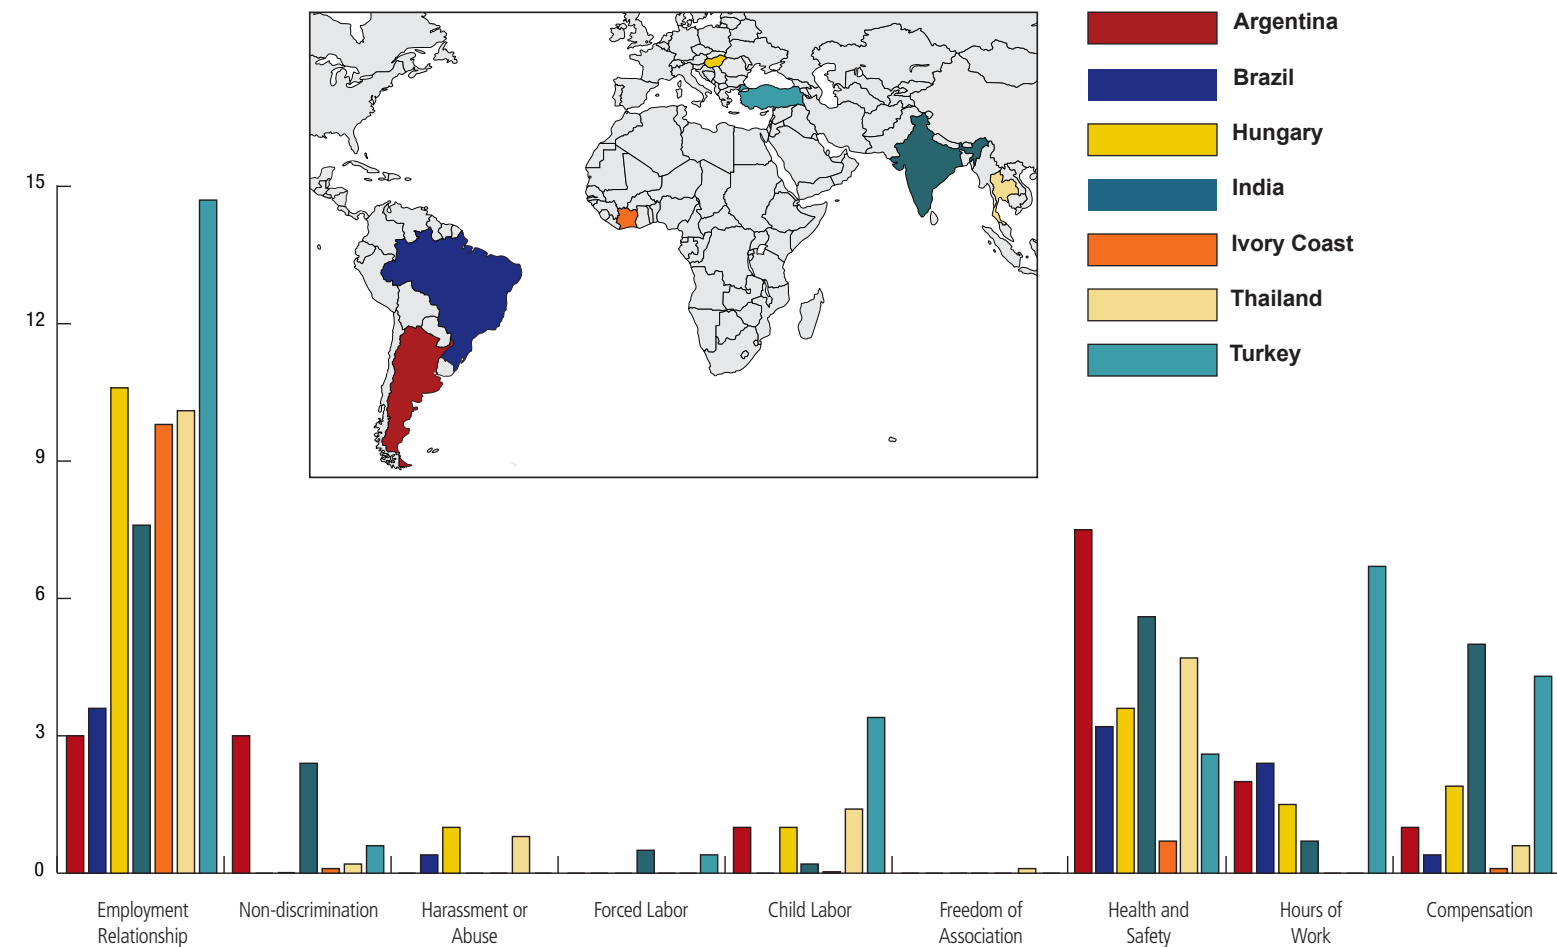 Argentina
Brazil
Hungary
India
Ivory Coast
Thailand
Turkey
15
12
9
6
3
0
Employment
Relationship
Non-discrimination
Harassment or
Abuse
Forced Labor
Child Labor
Freedom of
Association
Health and
Safety
Hours of
Work
Compensation